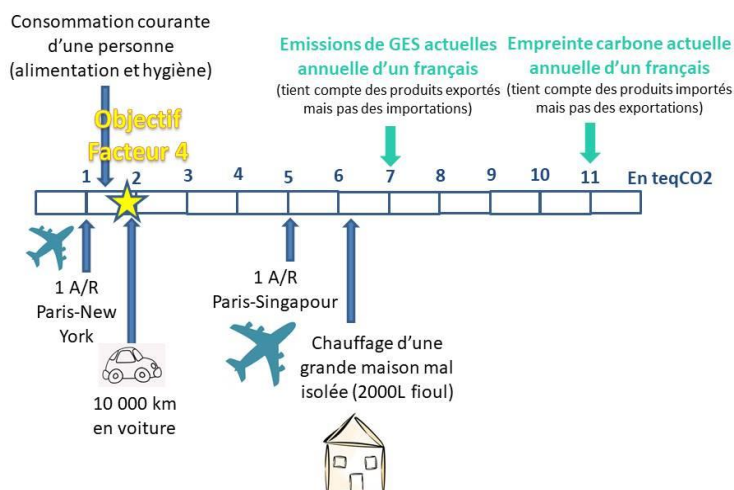 Consommation courante
d'une personne
(alimentation et hygiène)
Emissions de GES actuelles
annuelle d'un français
(tient compte des produits exportés
mais pas des importations)
Empreinte carbone actuelle
annuelle d'un français
(tient compte des produits importés
mais pas des exportations)
Objectif
Facteur 4
1 2 3 4 5 6 7 8 9 10 11 En teqCO2
1 A/R
Paris-New
York
10 000 km
en voiture
1 A/R
Paris-Singapour
Chauffage d'une
grande maison mal
isolée (2000L fioul)